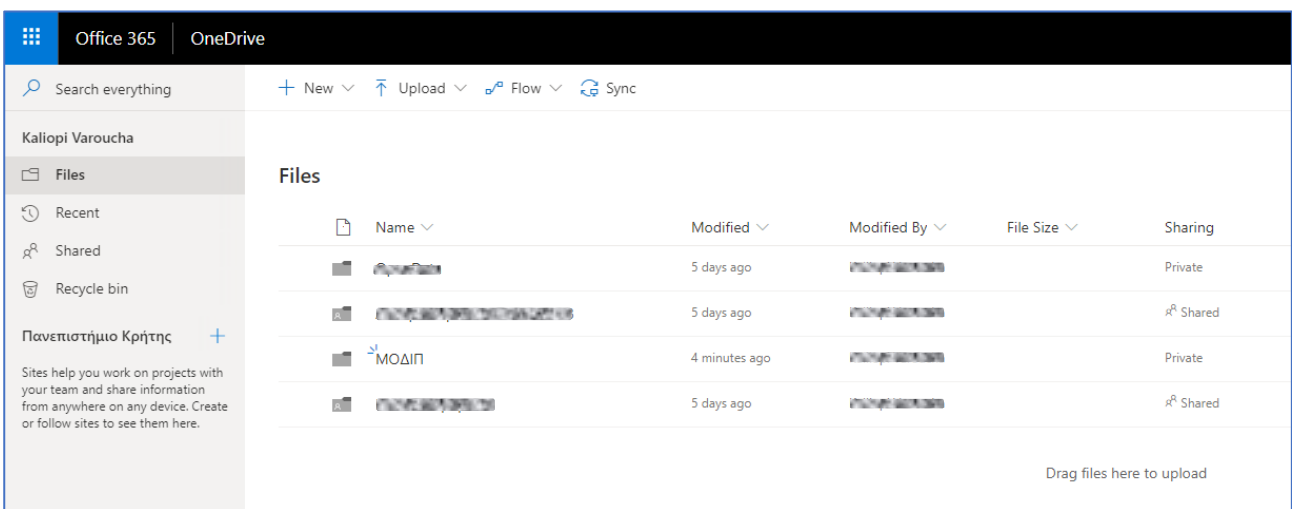 Office 365 OneDrive
Search everything
New Upload Flow Sync
Kaliopi Varoucha
Files
Recent
Shared
Recycle bin
Πανεπιστήμιο Κρήτης
Sites help you work on projects with
your team and share information
from anywhere on any device. Create
or follow sites to see them here.
Files
Name Modified Modified By File Size Sharing
5 days ago Private
5 days ago Shared
ΜΟΔΙΠ 4 minutes ago Private
5 days ago Shared
Drag files here to upload